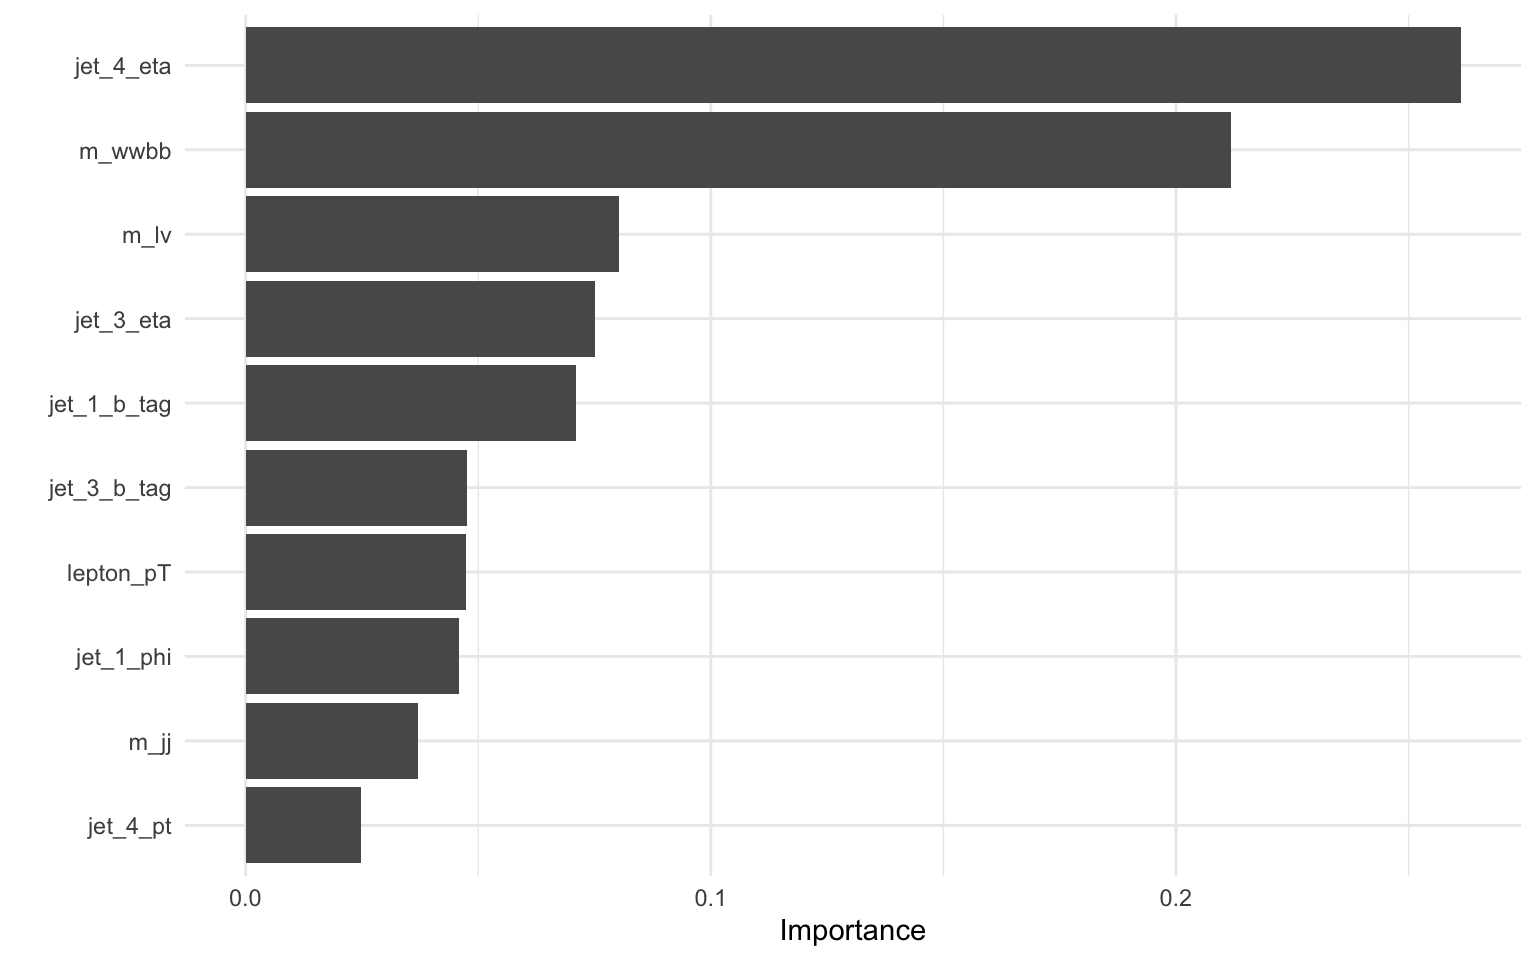 jet_4_eta
m_wwbb
m_lv
jet_3_eta
jet_1_b_tag
jet_3_b_tag
lepton_pT
jet_1_phi
m_jj
jet_4_pt
0.0 0.1 0.2
Importance